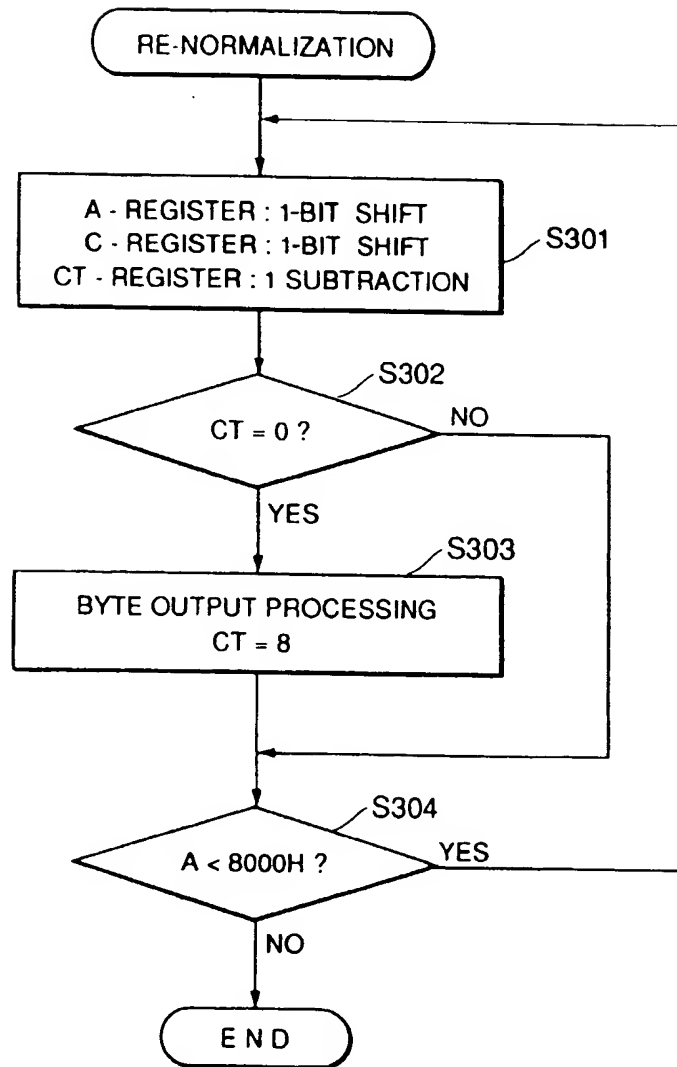 RE-NORMALIZATION
A - REGISTER : 1-BIT SHIFT
C - REGISTER : 1-BIT SHIFT
CT - REGISTER : 1 SUBTRACTION
S301
S302
CT = 0 ?
NO
YES
S303
BYTE OUTPUT PROCESSING
CT = 8
S304
A < 8000H ?
YES
NO
END